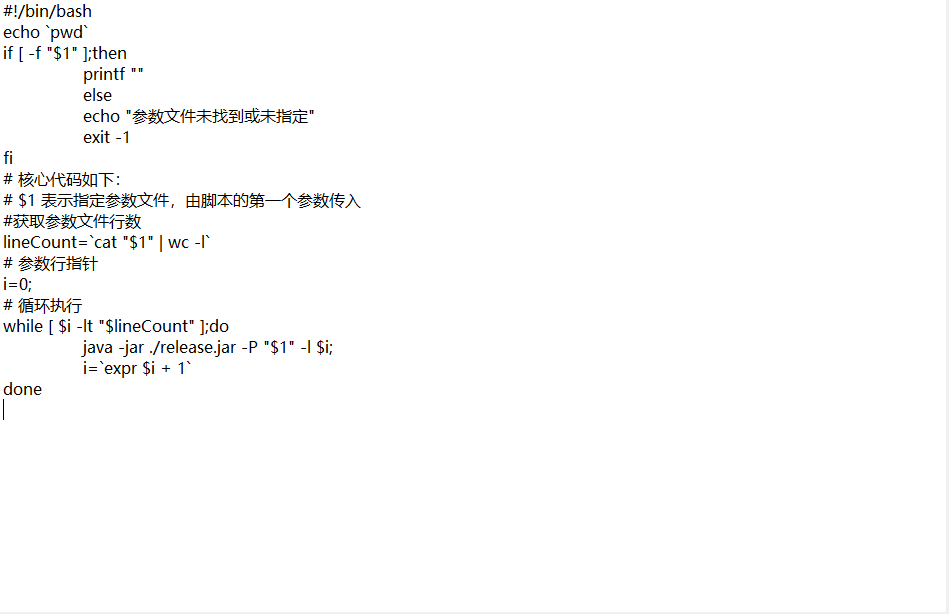 #!/bin/bash
echo `pwd`
if [ -f "$1" ];then
printf ""
else
echo "参数文件未找到或未指定"
exit -1
fi
# 核心代码如下：
# $1 表示指定参数文件，由脚本的第一个参数传入
#获取参数文件行数
lineCount=`cat "$1" | wc -l`
# 参数行指针
i=0;
# 循环执行
while [ $i -lt "$lineCount" ];do
java -jar ./release.jar -P "$1" -l $i;
i=`expr $i + 1`
done